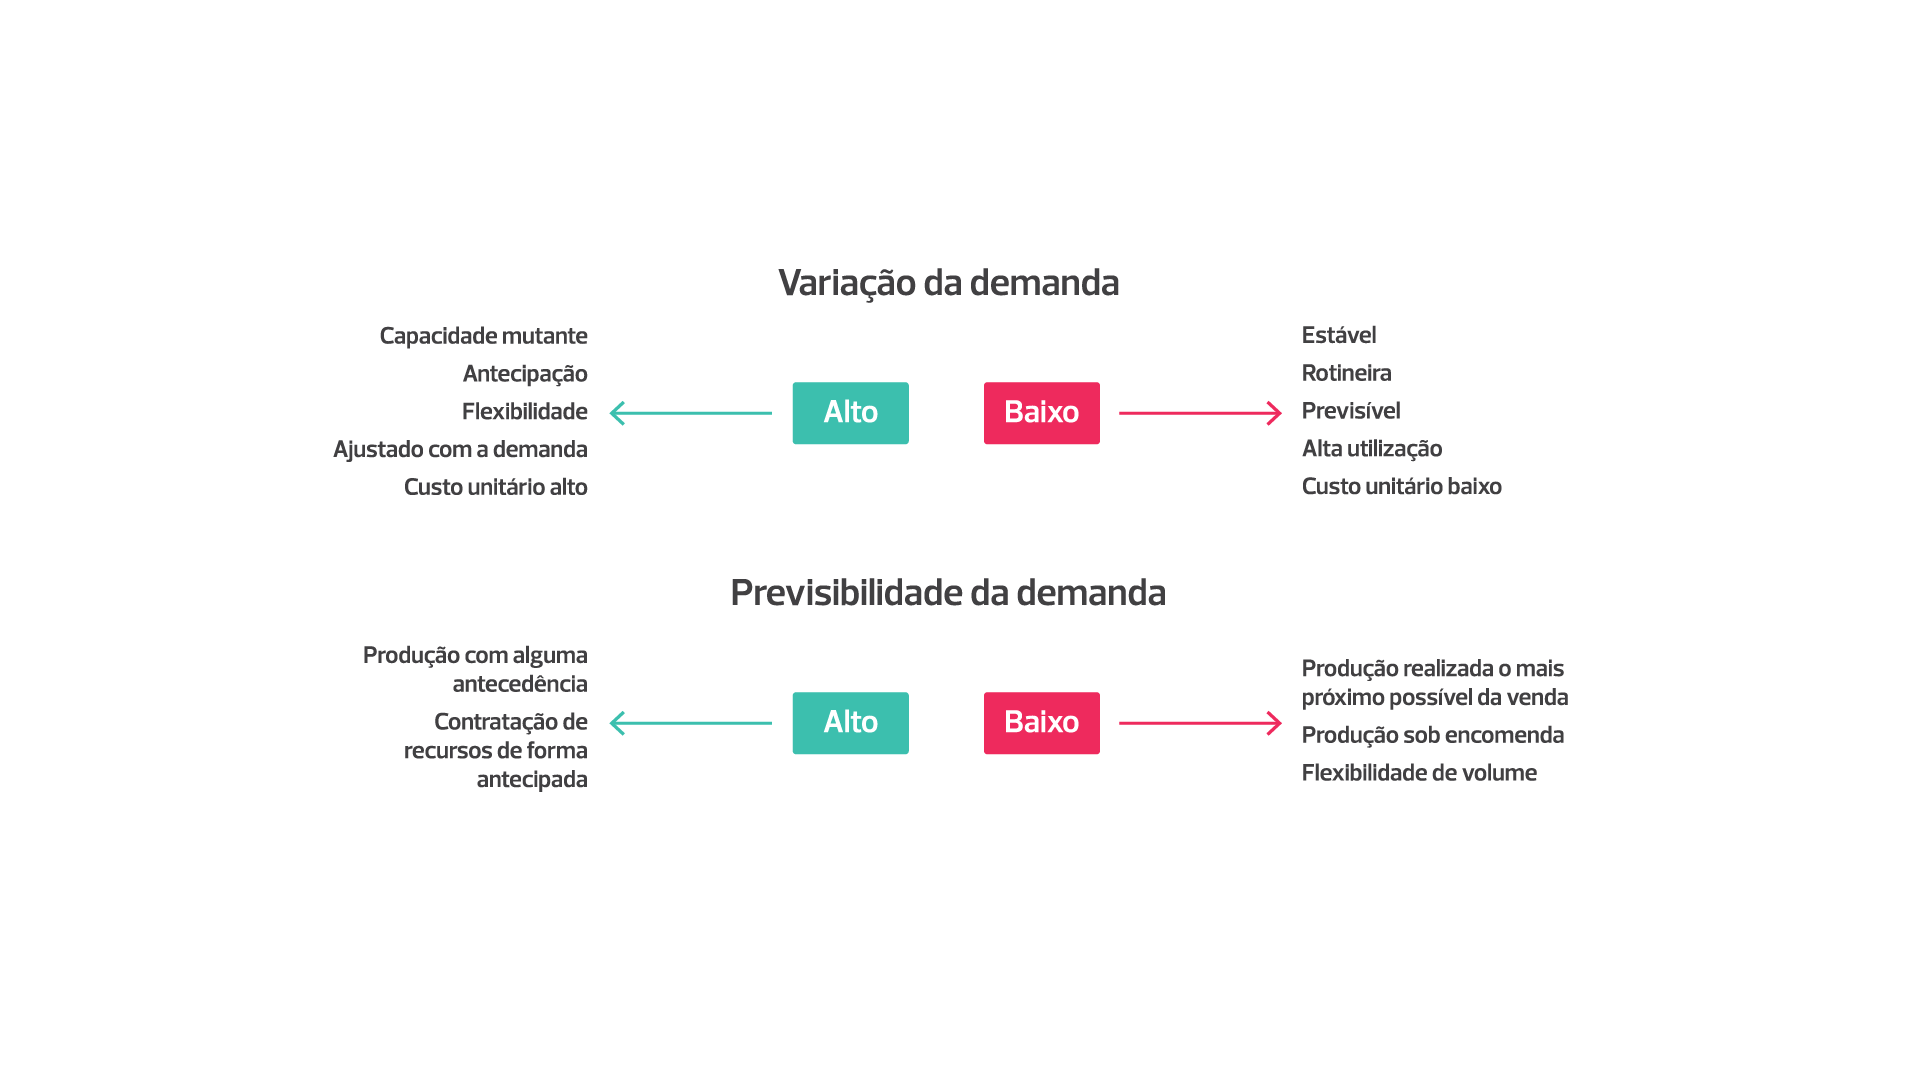 Variação da demanda
Capacidade mutante
Antecipação
Flexibilidade
Ajustado com a demanda
Custo unitário alto
Alto
Baixo
Estável
Rotineira
Previsível
Alta utilização
Custo unitário baixo
Previsibilidade da demanda
Produção com alguma
antecedência
Contratação de
recursos de forma
antecipada
Alto
Baixo
Produção realizada o mais
próximo possível da venda
Produção sob encomenda
Flexibilidade de volume